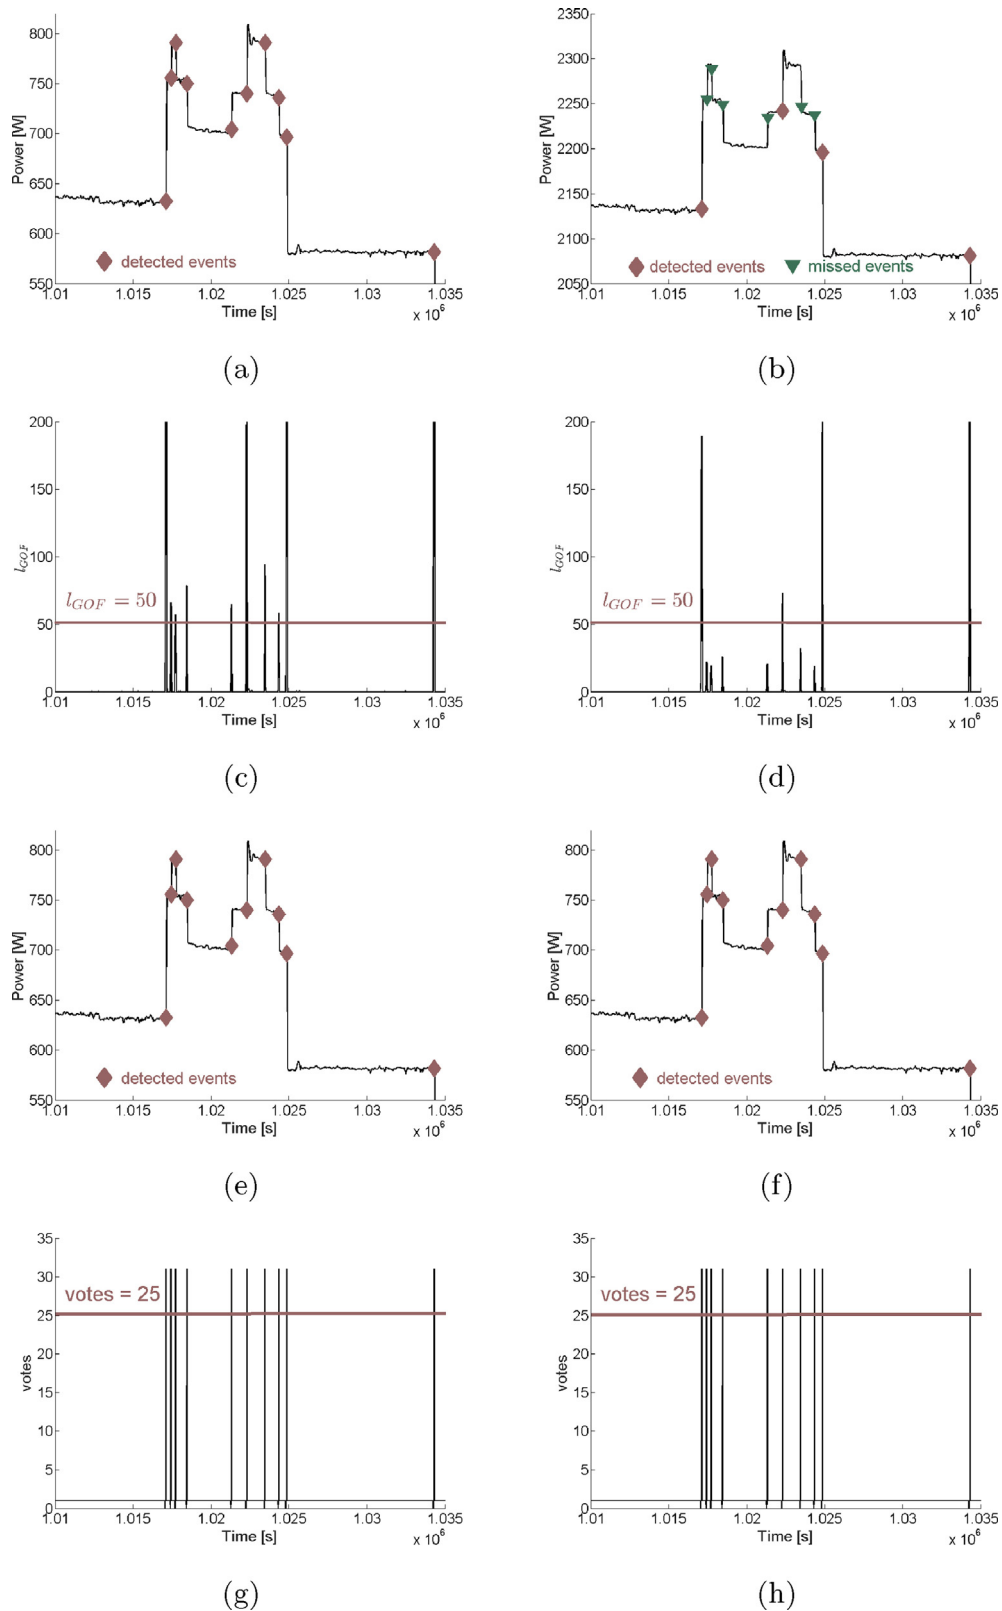 800
750
700
650
600
550
Power [W]
detected events
1.01 1.015 1.02 1.025 1.03 1.035
Time [s]
x 10^6
(a)
2350
2300
2250
2200
2150
2100
2050
Power [W]
detected events missed events
1.01 1.015 1.02 1.025 1.03 1.035
Time [s]
x 10^6
(b)
200
150
100
50
0
l_GOF
l_GOF = 50
1.01 1.015 1.02 1.025 1.03 1.035
Time [s]
x 10^6
(c)
200
150
100
50
0
l_GOF
l_GOF = 50
1.01 1.015 1.02 1.025 1.03 1.035
Time [s]
x 10^6
(d)
800
750
700
650
600
550
Power [W]
detected events
1.01 1.015 1.02 1.025 1.03 1.035
Time [s]
x 10^6
(e)
800
750
700
650
600
550
Power [W]
detected events
1.01 1.015 1.02 1.025 1.03 1.035
Time [s]
x 10^6
(f)
35
30
25
20
15
10
5
0
votes
votes = 25
1.01 1.015 1.02 1.025 1.03 1.035
Time [s]
x 10^6
(g)
35
30
25
20
15
10
5
0
votes
votes = 25
1.01 1.015 1.02 1.025 1.03 1.035
Time [s]
x 10^6
(h)